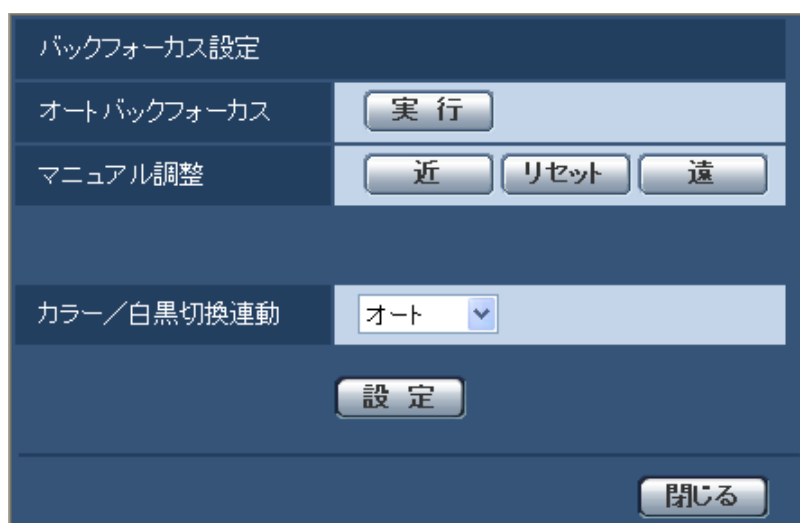 バックフォーカス設定
オートバックフォーカス 実 行
マニュアル調整 近 リセット 遠
カラー／白黒切換連動 オート
設 定
閉じる